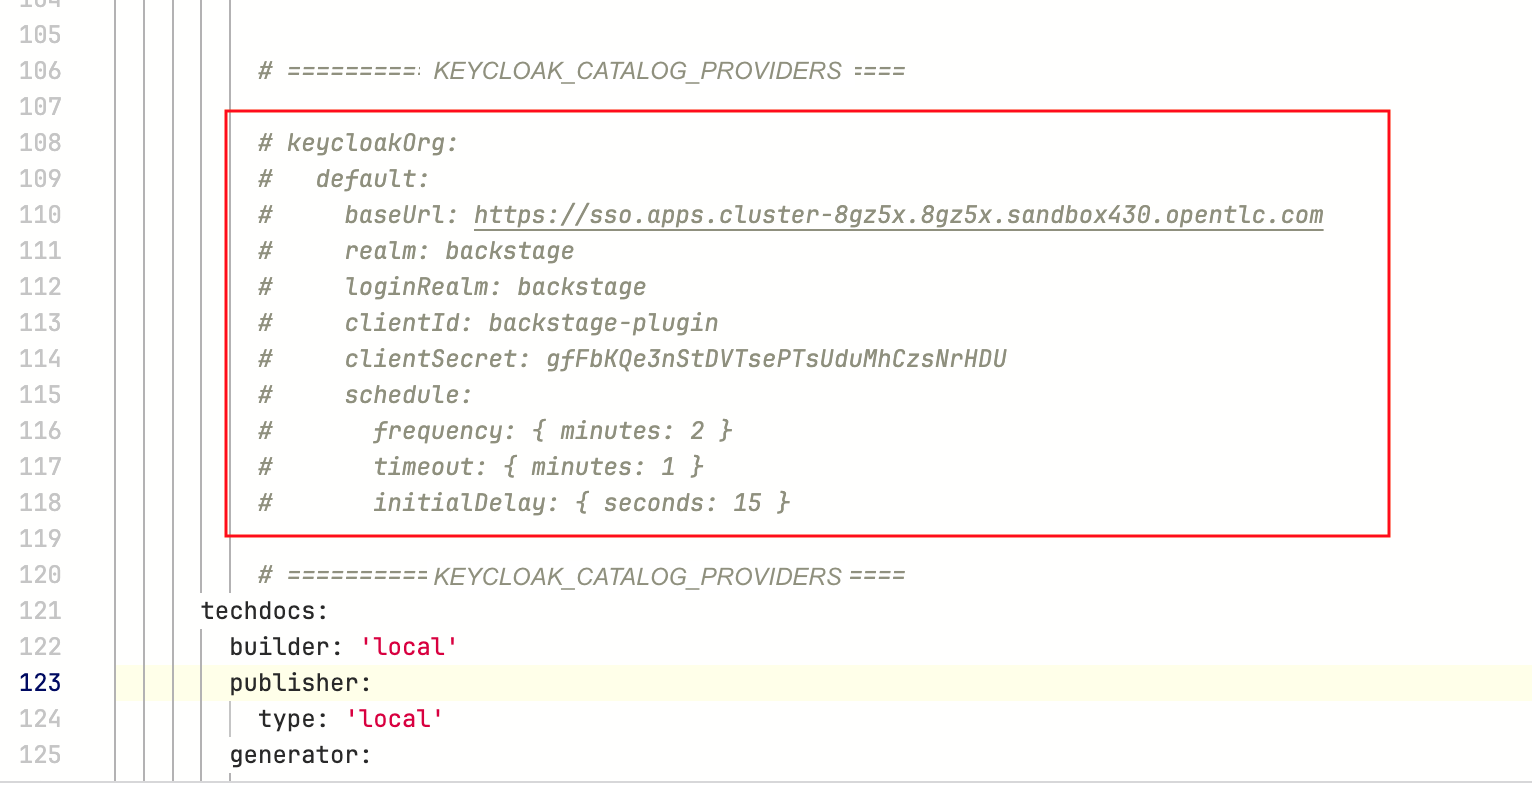 105
106 # ========= KEYCLOAK_CATALOG_PROVIDERS ====
107
108 # keycloakOrg:
109 #   default:
110 #     baseUrl: https://sso.apps.cluster-8gz5x.8gz5x.sandbox430.opentlc.com
111 #     realm: backstage
112 #     loginRealm: backstage
113 #     clientId: backstage-plugin
114 #     clientSecret: gfFbKQe3nStDVTsePTsUduMhCzsNrHDU
115 #     schedule:
116 #       frequency: { minutes: 2 }
117 #       timeout: { minutes: 1 }
118 #       initialDelay: { seconds: 15 }
119
120 # ========== KEYCLOAK_CATALOG_PROVIDERS ====
121 techdocs:
122   builder: 'local'
123   publisher:
124     type: 'local'
125   generator: